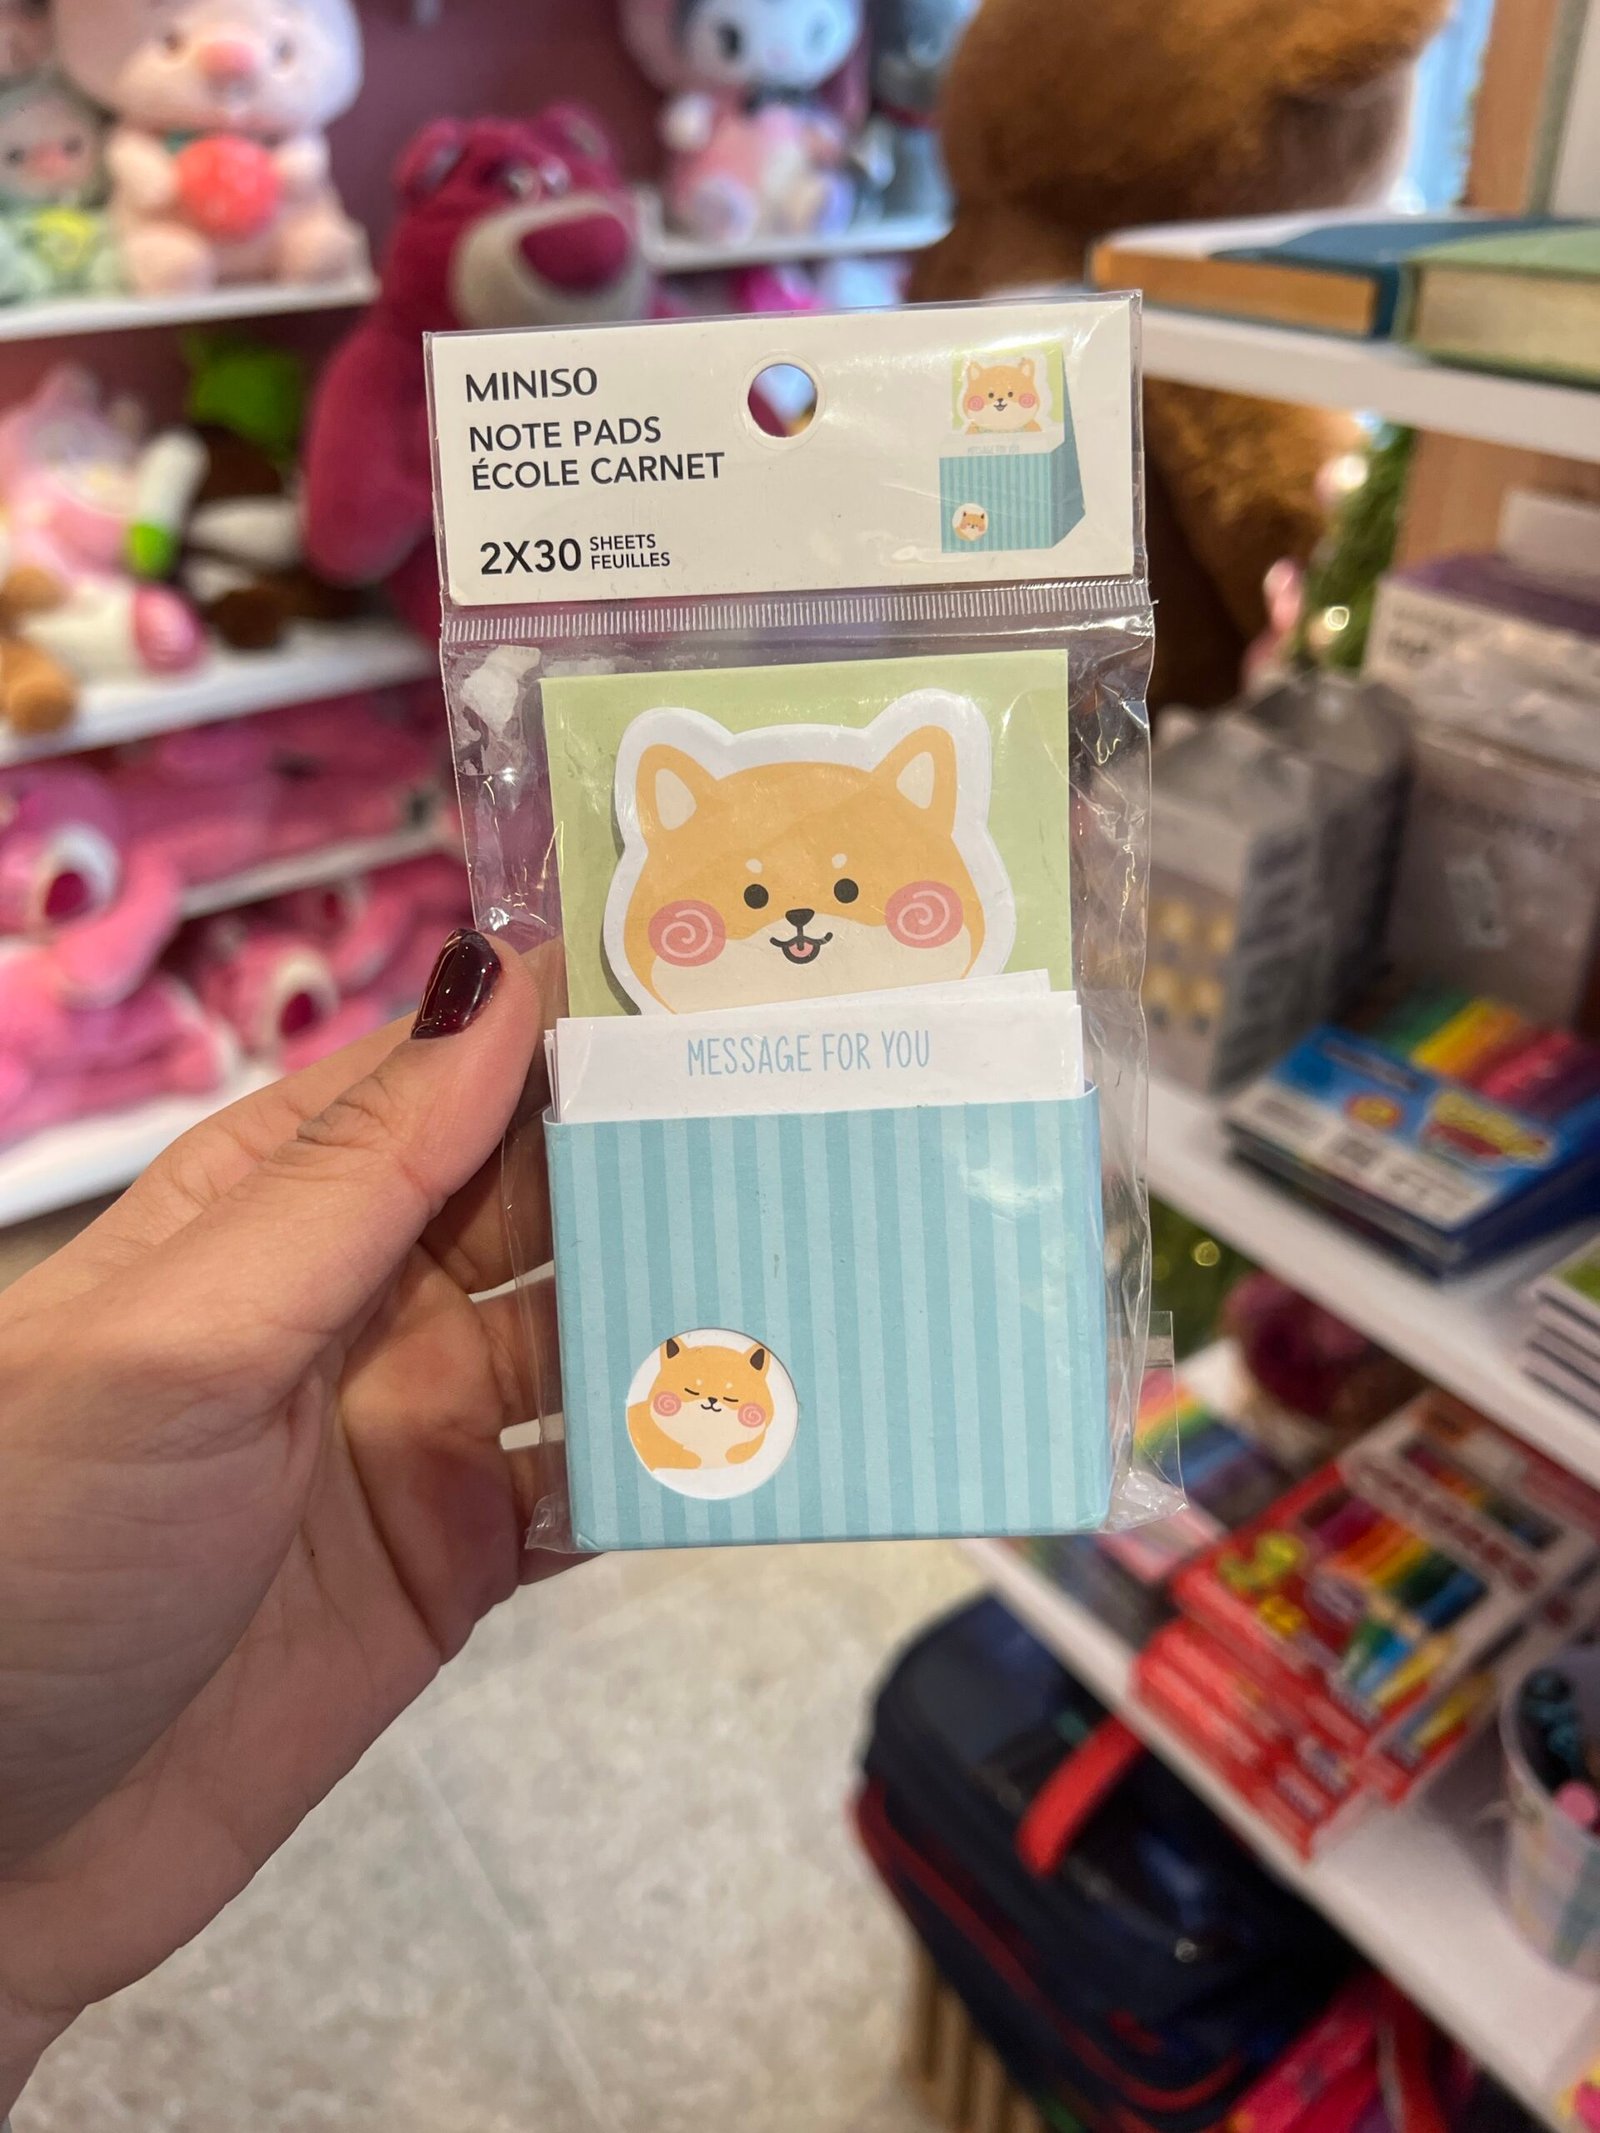 MINISO
NOTE PADS
ÉCOLE CARNET
2X30 SHEETS
FEUILLES
MESSAGE FOR YOU